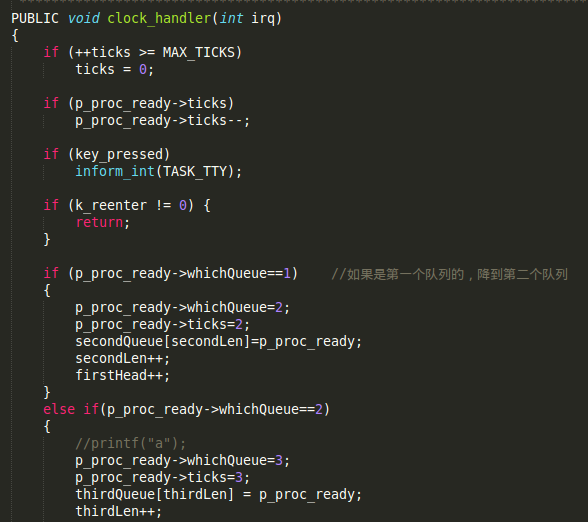 PUBLIC void clock_handler(int irq)
{
    if (++ticks >= MAX_TICKS)
        ticks = 0;
    if (p_proc_ready->ticks)
        p_proc_ready->ticks--;
    if (key_pressed)
        inform_int(TASK_TTY);
    if (k_reenter != 0) {
        return;
    }
    if (p_proc_ready->whichQueue==1)    //如果是第一个队列的，降到第二个队列
    {
        p_proc_ready->whichQueue=2;
        p_proc_ready->ticks=2;
        secondQueue[secondLen]=p_proc_ready;
        secondLen++;
        firstHead++;
    }
    else if(p_proc_ready->whichQueue==2)
    {
        //printf("a");
        p_proc_ready->whichQueue=3;
        p_proc_ready->ticks=3;
        thirdQueue[thirdLen] = p_proc_ready;
        thirdLen++;